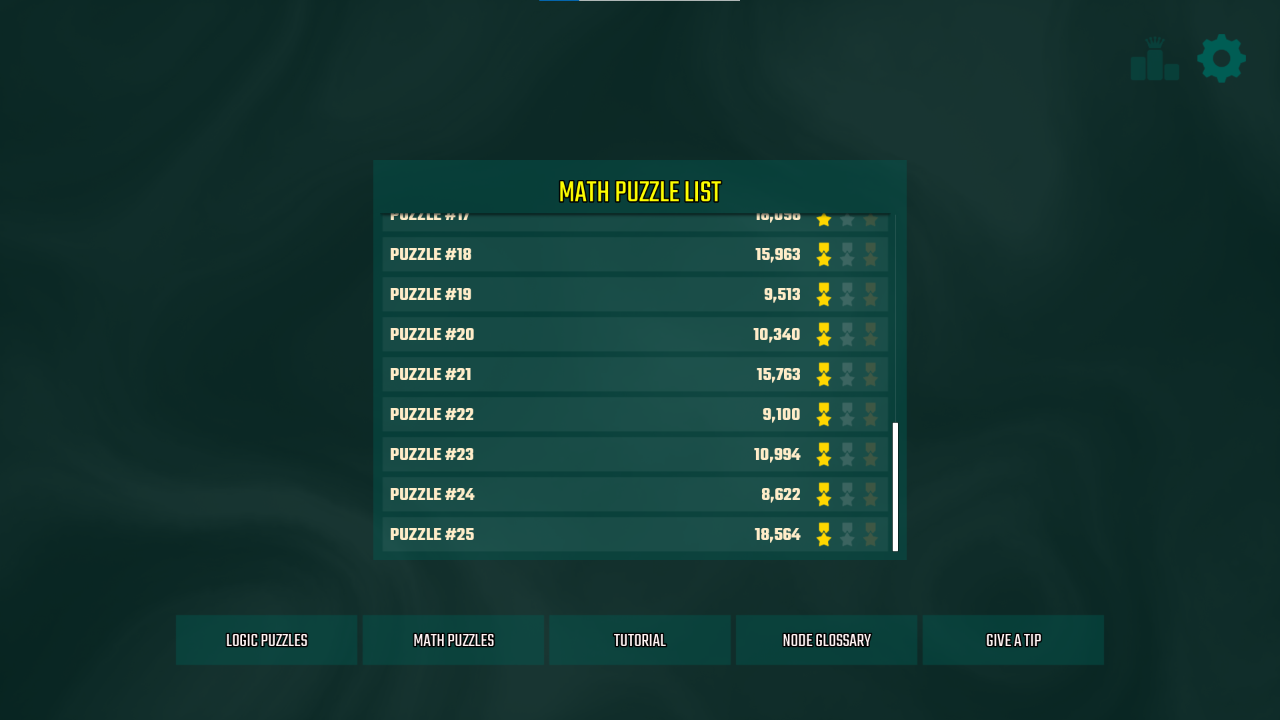 MATH PUZZLE LIST
PUZZLE #17
PUZZLE #18 15,963
PUZZLE #19 9,513
PUZZLE #20 10,340
PUZZLE #21 15,763
PUZZLE #22 9,100
PUZZLE #23 10,994
PUZZLE #24 8,622
PUZZLE #25 18,564
LOGIC PUZZLES
MATH PUZZLES
TUTORIAL
NODE GLOSSARY
GIVE A TIP